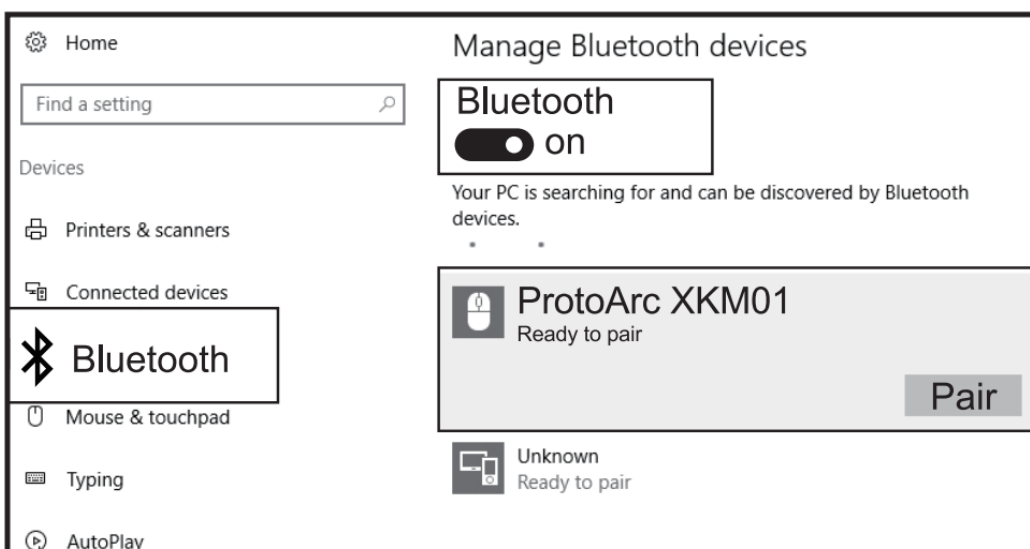 Home
Find a setting
Devices
Printers & scanners
Connected devices
Bluetooth
Mouse & touchpad
Typing
AutoPlay
Manage Bluetooth devices
Bluetooth
on
Your PC is searching for and can be discovered by Bluetooth
devices.
ProtoArc XKM01
Ready to pair
Pair
Unknown
Ready to pair